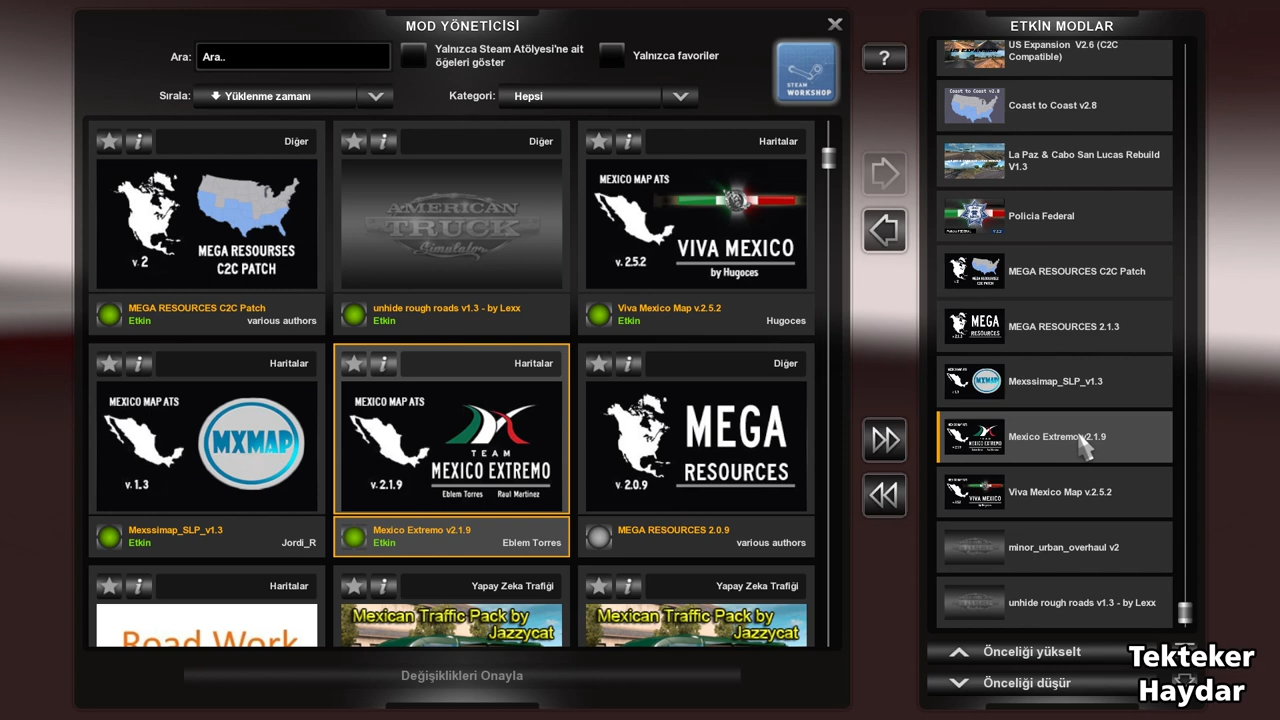 MOD YÖNETİCİSİ
Ara:
Ara..
Yalnızca Steam Atölyesi'ne ait
öğeleri göster
Yalnızca favoriler
STEAM
WORKSHOP
Sırala:
Yüklenme zamanı
Kategori:
Hepsi
Diğer
MEGA RESOURSES
C2C PATCH
v. 2
MEGA RESOURCES C2C Patch
Etkin
various authors
Diğer
AMERICAN
TRUCK
Simulator
unhide rough roads v1.3 - by Lexx
Etkin
Haritalar
MEXICO MAP ATS
VIVA MEXICO
v. 2.5.2
by Hugoces
Viva Mexico Map v.2.5.2
Etkin
Hugoces
Haritalar
MEXICO MAP ATS
MXMAP
v. 1.3
Mexssimap_SLP_v1.3
Etkin
Jordi_R
Haritalar
MEXICO MAP ATS
TEAM
MEXICO EXTREMO
v. 2.1.9
Eblem Torres Raul Martinez
Mexico Extremo v2.1.9
Etkin
Eblem Torres
Diğer
MEGA
RESOURCES
v. 2.0.9
MEGA RESOURCES 2.0.9
various authors
Haritalar
Road Work
Yapay Zeka Trafiği
Mexican Traffic Pack by
Jazzycat
Yapay Zeka Trafiği
Mexican Traffic Pack by
Jazzycat
Değişiklikleri Onayla
?
ETKİN MODLAR
US Expansion V2.6 (C2C
Compatible)
Coast to Coast v2.8
Coast to Coast v2.8
La Paz & Cabo San Lucas Rebuild
V1.3
Policia Federal
MEGA RESOURCES C2C Patch
MEGA
RESOURCES
MEGA RESOURCES 2.1.3
MXMAP
Mexssimap_SLP_v1.3
Mexico Extremo v2.1.9
VIVA MEXICO
Viva Mexico Map v.2.5.2
minor_urban_overhaul v2
unhide rough roads v1.3 - by Lexx
Önceliği yükselt
Önceliği düşür
Tekteker
Haydar